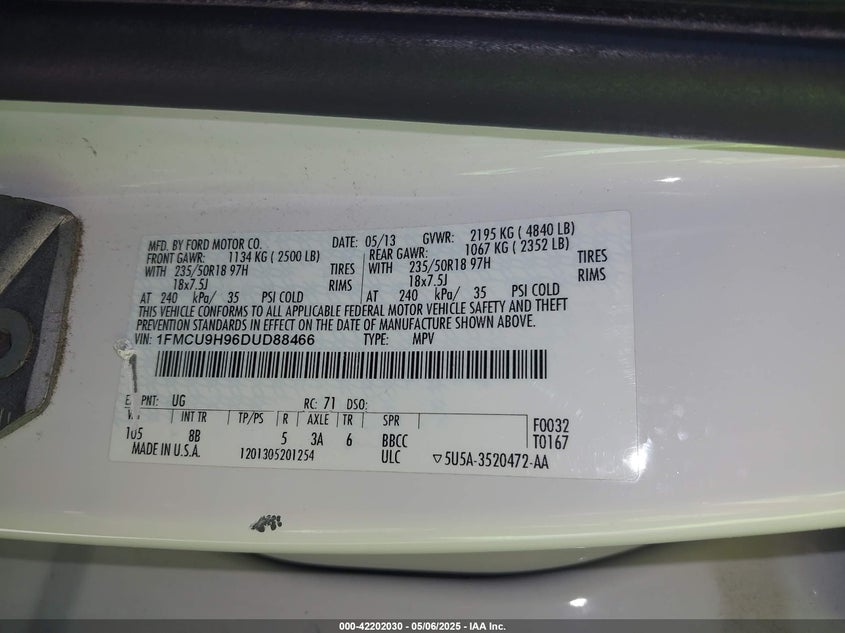 MFD. BY FORD MOTOR CO. DATE: 05/13 GVWR: 2195 KG ( 4840 LB)
FRONT GAWR: 1134 KG ( 2500 LB) REAR GAWR: 1067 KG ( 2352 LB)
WITH 235/50R18 97H TIRES WITH 235/50R18 97H TIRES
18x7.5J RIMS 18x7.5J RIMS
AT 240 kPa/ 35 PSI COLD AT 240 kPa/ 35 PSI COLD
THIS VEHICLE CONFORMS TO ALL APPLICABLE FEDERAL MOTOR VEHICLE SAFETY AND THEFT
PREVENTION STANDARDS IN EFFECT ON THE DATE OF MANUFACTURE SHOWN ABOVE.
VIN: 1FMCU9H96DUD88466 TYPE: MPV
PNT: UG RC: 71 DSO:
INT TR TP/PS R AXLE TR SPR
105 8B 5 3A 6 BBCC
F0032
T0167
MADE IN U.S.A. 1201305201254 ULC ▽5U5A-3520472-AA
000-42202030 - 05/06/2025 - IAA Inc.